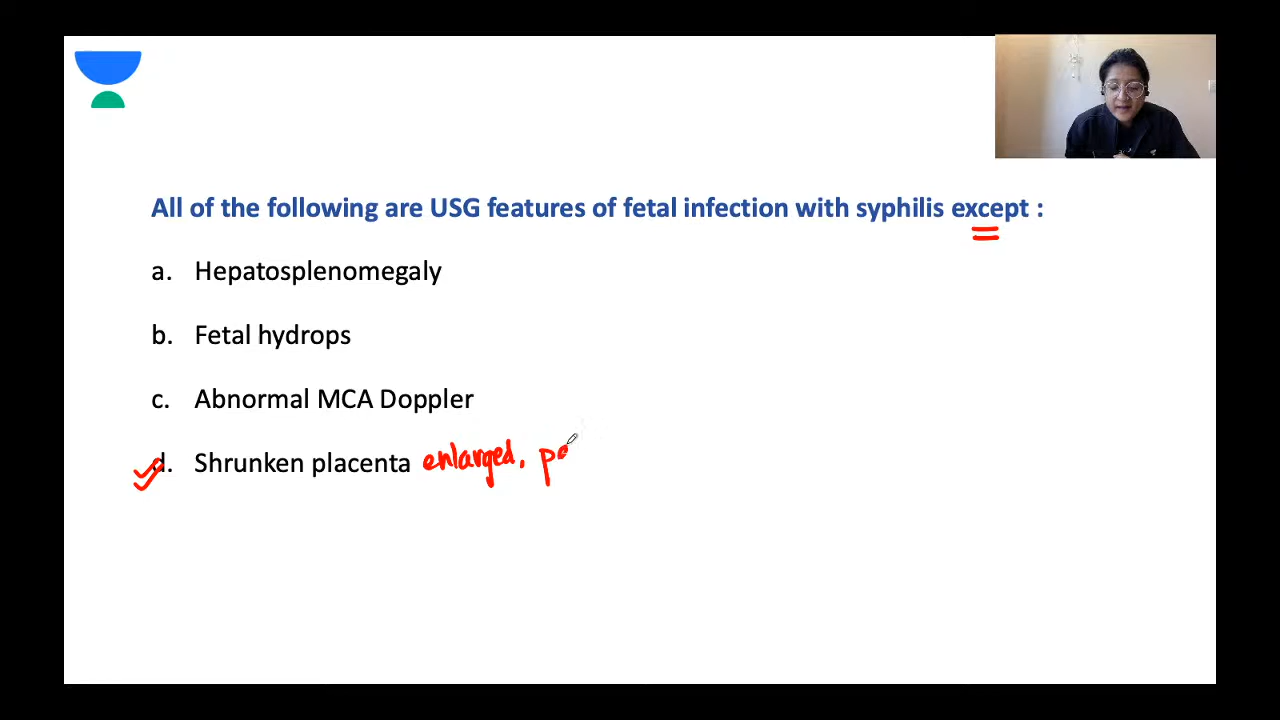 All of the following are USG features of fetal infection with syphilis except :
a. Hepatosplenomegaly
b. Fetal hydrops
c. Abnormal MCA Doppler
d. Shrunken placenta enlarged,